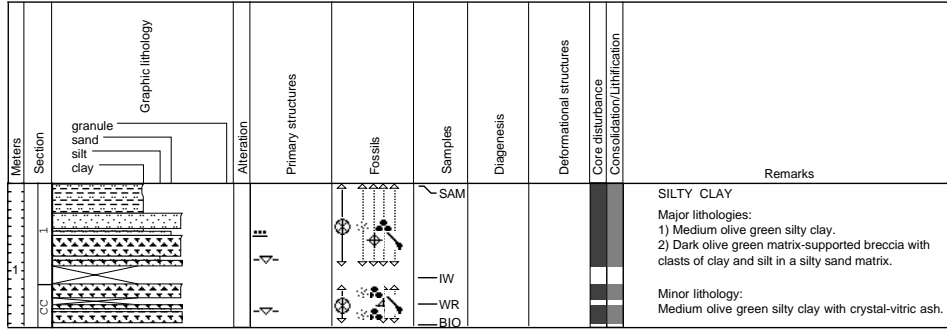 Meters
Section
Graphic lithology
granule
sand
silt
clay
Alteration
Primary structures
Fossils
Samples
Diagenesis
Deformational structures
Core disturbance
Consolidation/Lithification
Remarks
1
1
CC
SAM
IW
WR
BIO
SILTY CLAY
Major lithologies:
1) Medium olive green silty clay.
2) Dark olive green matrix-supported breccia with
clasts of clay and silt in a silty sand matrix.
Minor lithology:
Medium olive green silty clay with crystal-vitric ash.